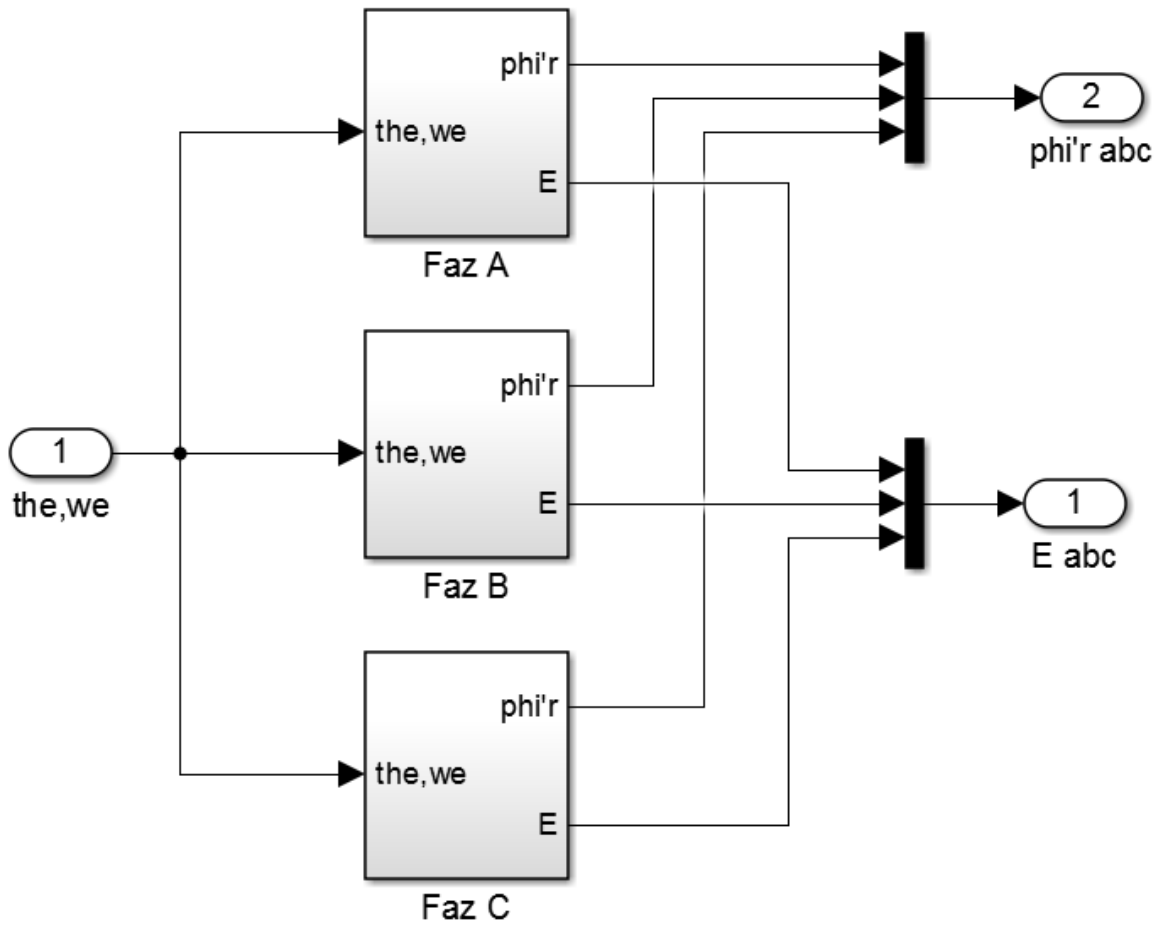 phi'r
the,we
E
Faz A
2
phi'r abc
phi'r
the,we
E
Faz B
1
the,we
1
E abc
phi'r
the,we
E
Faz C